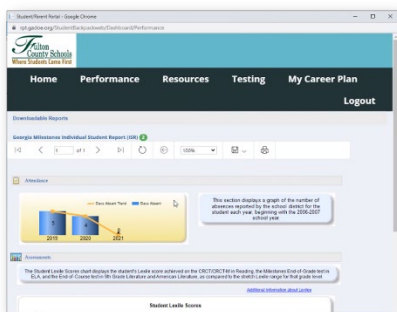 Student/Parent Portal - Google Chrome
Fulton
County Schools
Where Students Come First
Home Performance Resources Testing My Career Plan
Logout
Downloadable Reports
Georgia Milestones Individual Student Report (ISR)
1 of 1 100%
Attendance
Days Absent Trend Days Absent
2019 2020 2021
This section displays a graph of the number of
absences reported by the school district for the
student each year, beginning with the 2006-2007
school year.
Assessments
The Student Lexile Scores chart displays the student's Lexile score achieved on the CRCT/CRCT-M in Reading, the Milestones End of Grade test in
ELA, and the End of Course test in 9th Grade Literature and American Literature, as compared to the stretch Lexile range for that grade level.
Additional Information about Lexiles
Student Lexile Scores